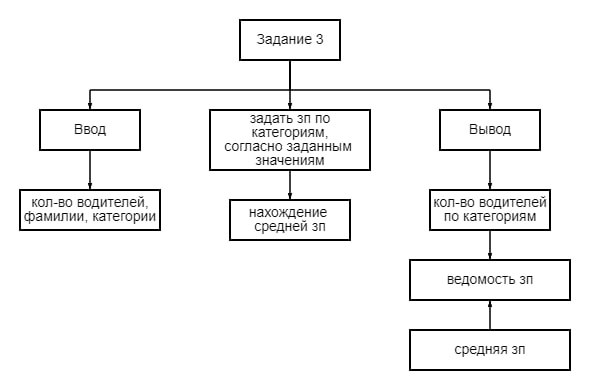 Задание 3
Ввод
задать зп по
категориям,
согласно заданным
значениям
Вывод
кол-во водителей,
фамилии, категории
нахождение
средней зп
кол-во водителей
по категориям
ведомость зп
средняя зп